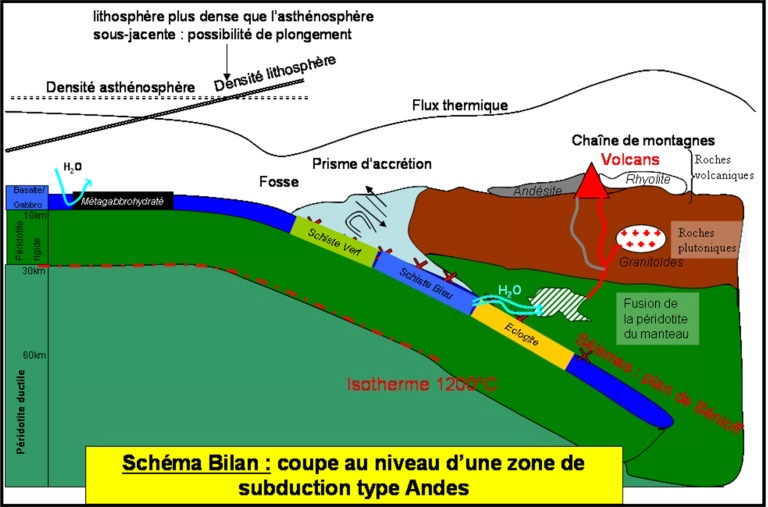 lithosphère plus dense que l'asthénosphère
sous-jacente : possibilité de plongement
Densité asthénosphère
Densité lithosphère
Flux thermique
Chaîne de montagnes
Volcans
Roches
volcaniques
Prisme d'accrétion
Fosse
H2O
Andésite
Rhyolite
Basalte/
Gabbro
Métagabbrohydraté
10km
Péridotite
rigide
30km
60km
Péridotite ductile
Schiste Vert
Schiste Bleu
Eclogite
H2O
Roches
plutoniques
Granitoïdes
Fusion de
la péridotite
du manteau
Séismes : plan de Bénioff
Isotherme 1200°C
Schéma Bilan : coupe au niveau d'une zone de
subduction type Andes